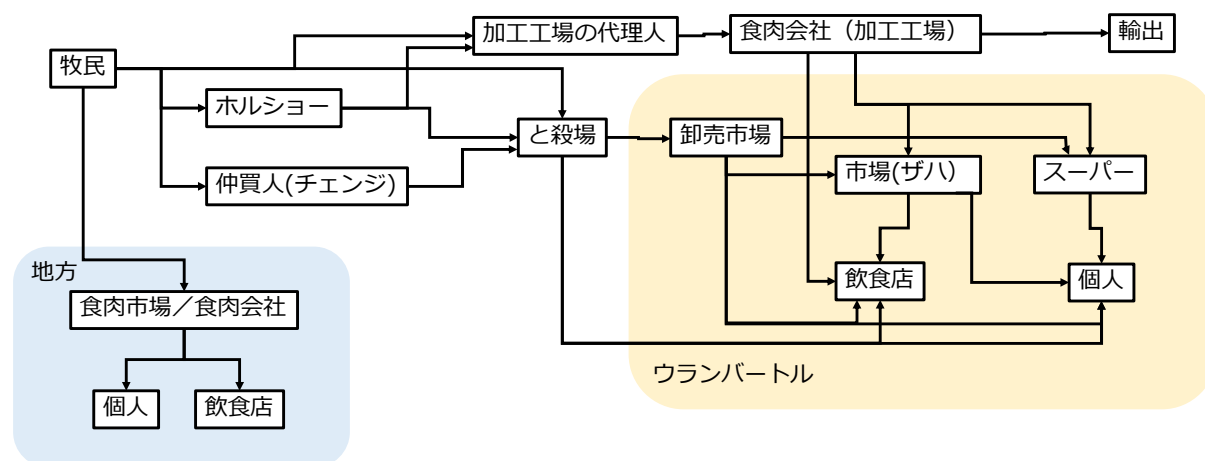 加工工場の代理人
食肉会社（加工工場）
輸出
牧民
ホルショー
と殺場
卸売市場
仲買人(チェンジ)
市場(ザハ）
スーパー
地方
飲食店
個人
食肉市場／食肉会社
ウランバートル
個人
飲食店